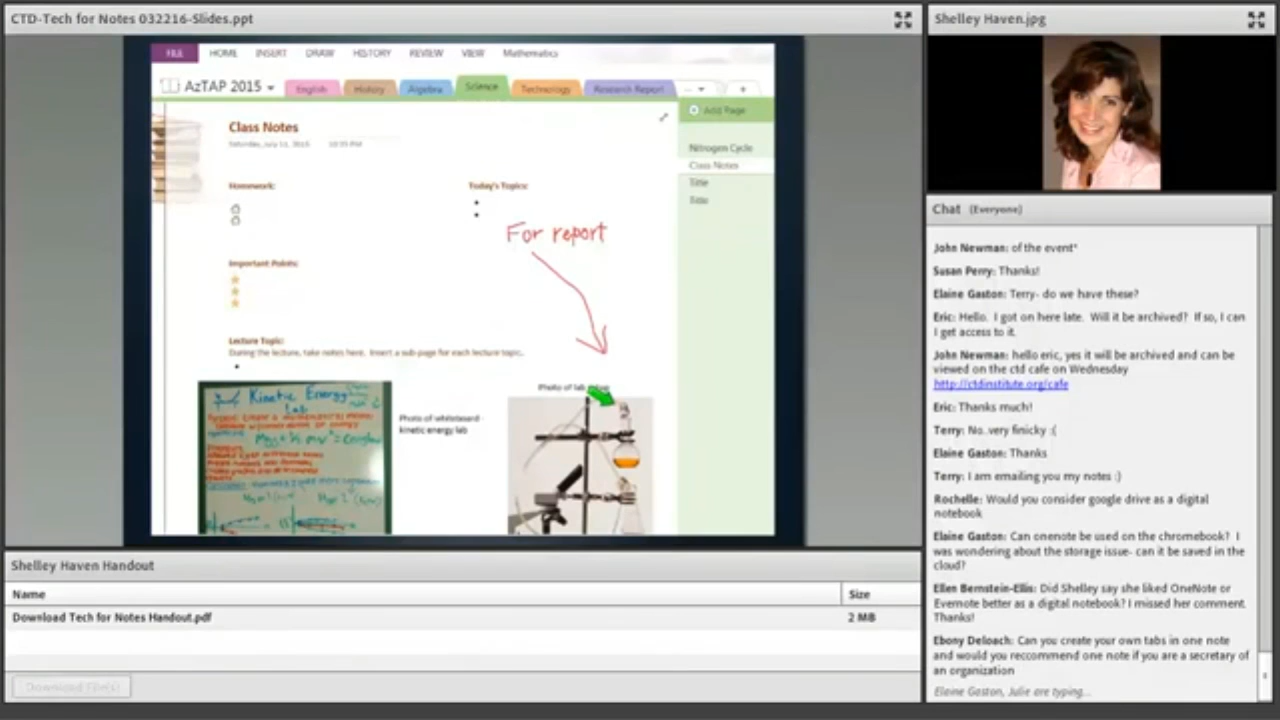 CTD-Tech for Notes 032216-Slides.ppt
FILE HOME INSERT DRAW HISTORY REVIEW VIEW Mathematics
AzTAP 2015 English History Algebra Science Technology Research Report
Add Page
Nitrogen Cycle
Class Notes
Title
Title
Class Notes
Homework:
Today's Topics:
For report
Important Points:
Lecture Topic:
During the lecture, take notes here. Insert a sub-page for each lecture topic.
Kinetic Energy
Lab
Photo of whiteboard -
kinetic energy lab
Photo of lab
Shelley Haven Handout
Name Size
Download Tech for Notes Handout.pdf 2 MB
Download File(s)
Shelley Haven.jpg
Chat (Everyone)
John Newman: of the event*
Susan Perry: Thanks!
Elaine Gaston: Terry- do we have these?
Eric: Hello. I got on here late. Will it be archived? If so, I can
I get access to it.
John Newman: hello eric, yes it will be archived and can be
viewed on the ctd cafe on Wednesday
http://ctdinstitute.org/cafe
Eric: Thanks much!
Terry: No..very finicky :(
Elaine Gaston: Thanks
Terry: I am emailing you my notes :)
Rochelle: Would you consider google drive as a digital
notebook
Elaine Gaston: Can onenote be used on the chromebook? I
was wondering about the storage issue- can it be saved in the
cloud?
Ellen Bernstein-Ellis: Did Shelley say she liked OneNote or
Evernote better as a digital notebook? I missed her comment.
Thanks!
Ebony Deloach: Can you create your own tabs in one note
and would you reccommend one note if you are a secretary of
an organization
Elaine Gaston, Julie are typing...